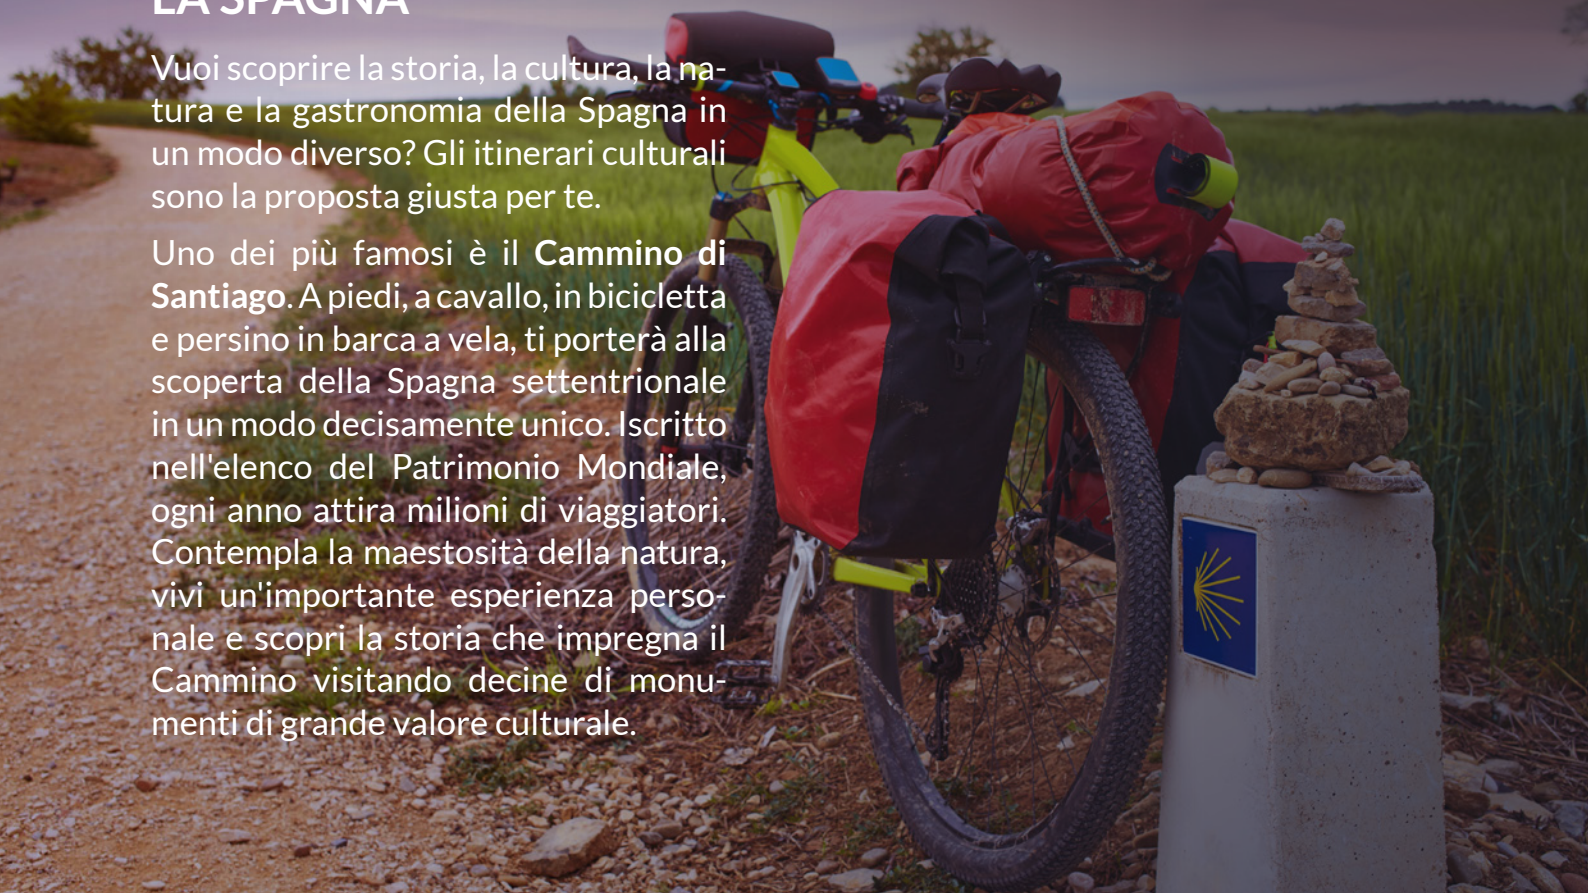 LA SPAGNA
Vuoi scoprire la storia, la cultura, la na-
tura e la gastronomia della Spagna in
un modo diverso? Gli itinerari culturali
sono la proposta giusta per te.
Uno dei più famosi è il Cammino di
Santiago. A piedi, a cavallo, in bicicletta
e persino in barca a vela, ti porterà alla
scoperta della Spagna settentrionale
in un modo decisamente unico. Iscritto
nell'elenco del Patrimonio Mondiale,
ogni anno attira milioni di viaggiatori.
Contempla la maestosità della natura,
vivi un'importante esperienza perso-
nale e scopri la storia che impregna il
Cammino visitando decine di monu-
menti di grande valore culturale.